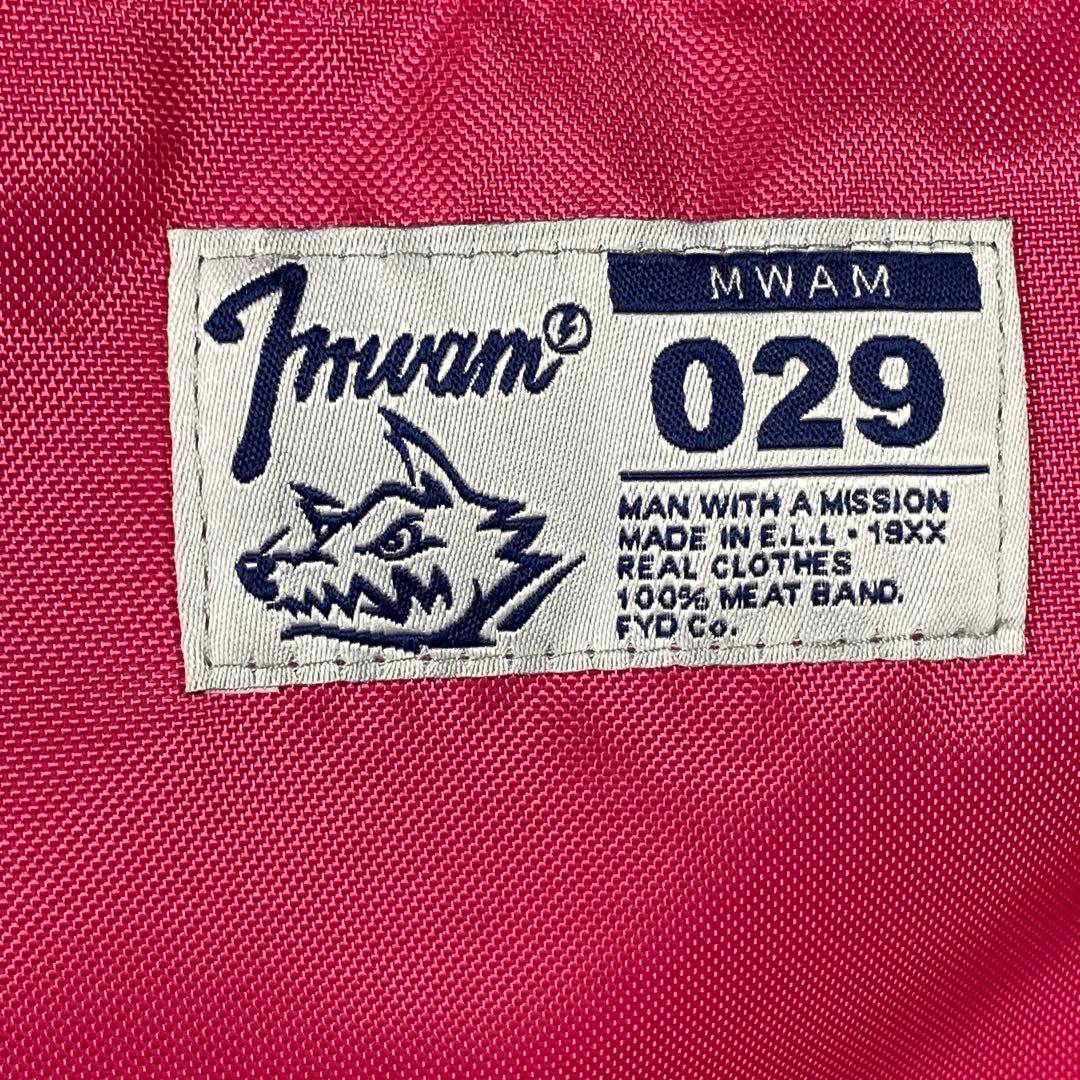 mwam
MWAM
029
MAN WITH A MISSION
MADE IN E.L.L • 19XX
REAL CLOTHES
100% MEAT BAND.
FYD Co.